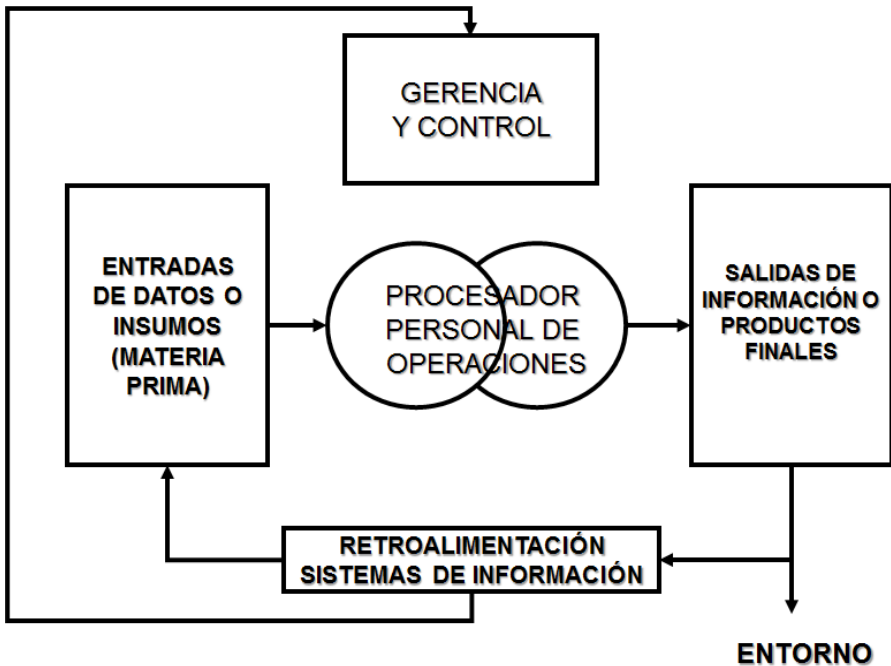 GERENCIA
Y CONTROL
ENTRADAS
DE DATOS O
INSUMOS
(MATERIA
PRIMA)
PROCESADOR
PERSONAL DE
OPERACIONES
SALIDAS DE
INFORMACIÓN O
PRODUCTOS
FINALES
RETROALIMENTACIÓN
SISTEMAS DE INFORMACIÓN
ENTORNO